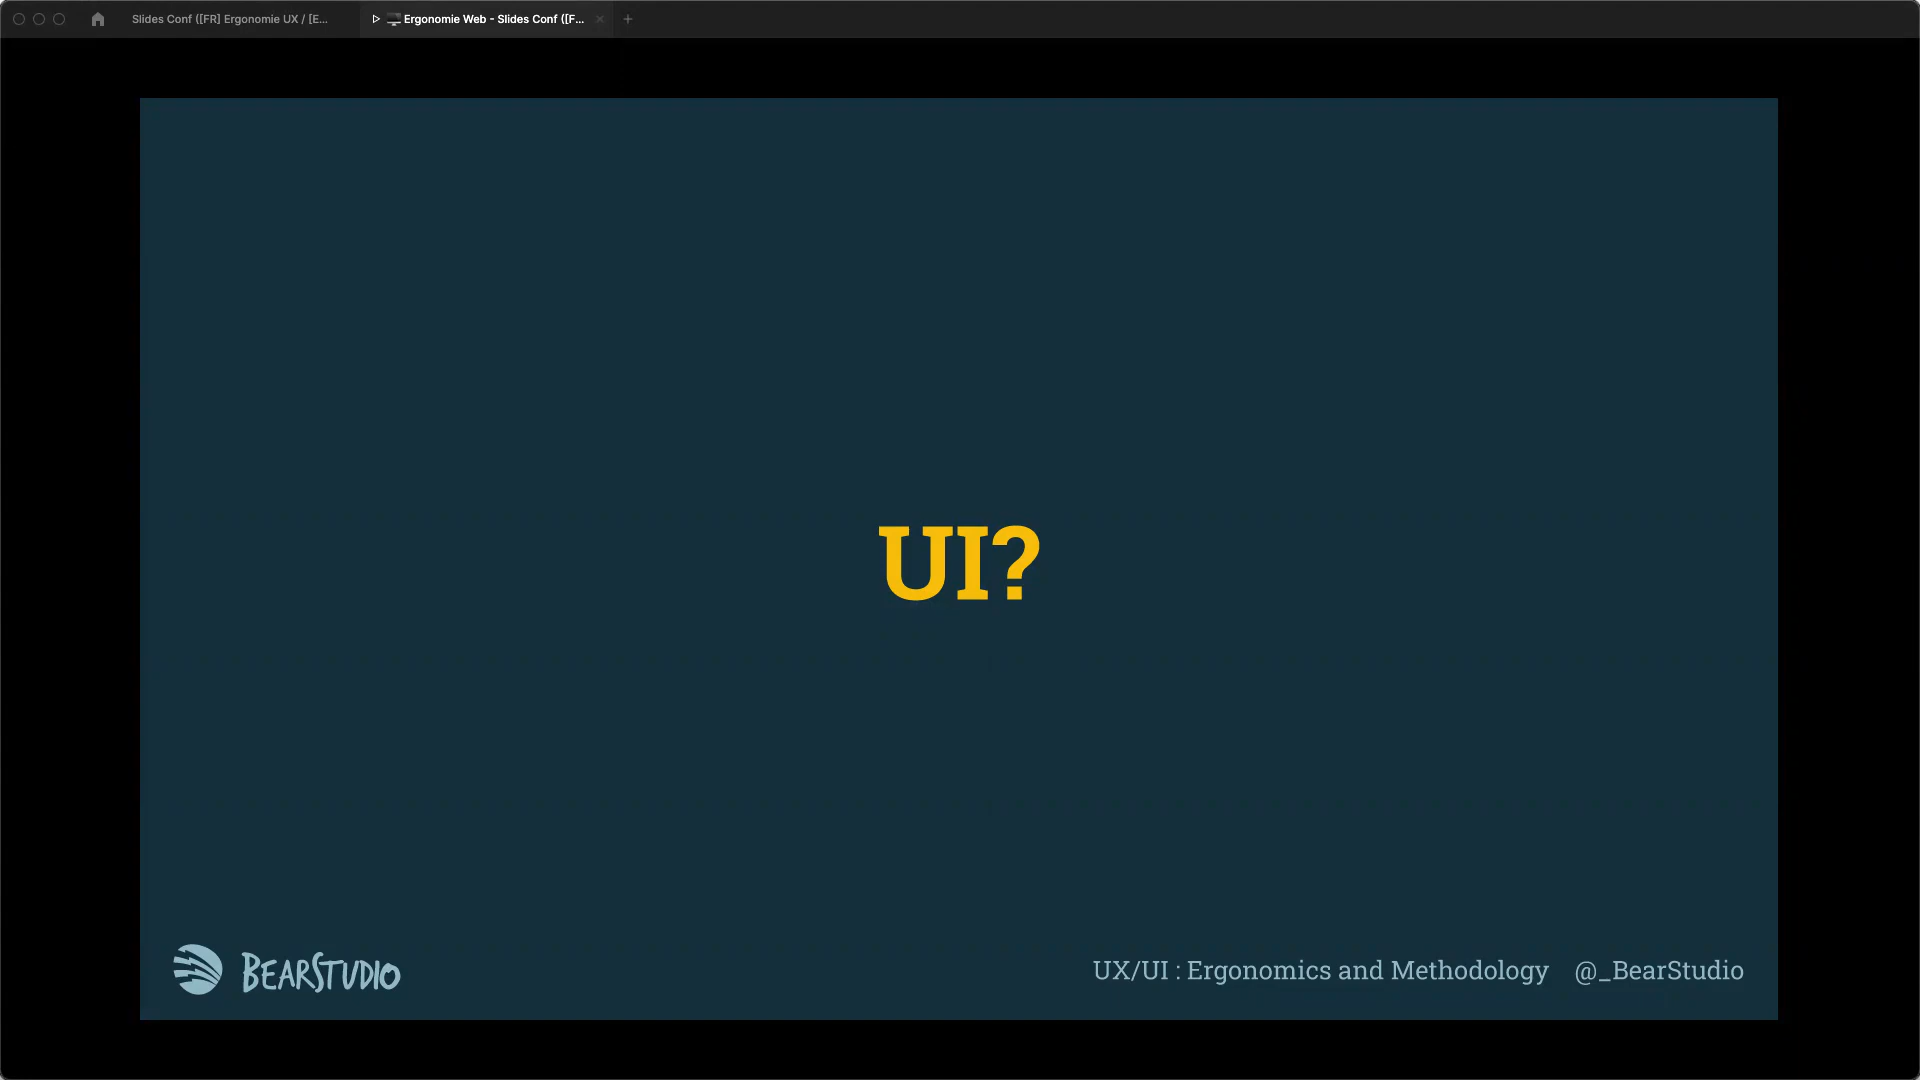 Slides Conf ([FR] Ergonomie UX / [E...
Ergonomie Web - Slides Conf ([F...
UI?
BEARSTUDIO
UX/UI : Ergonomics and Methodology @_BearStudio